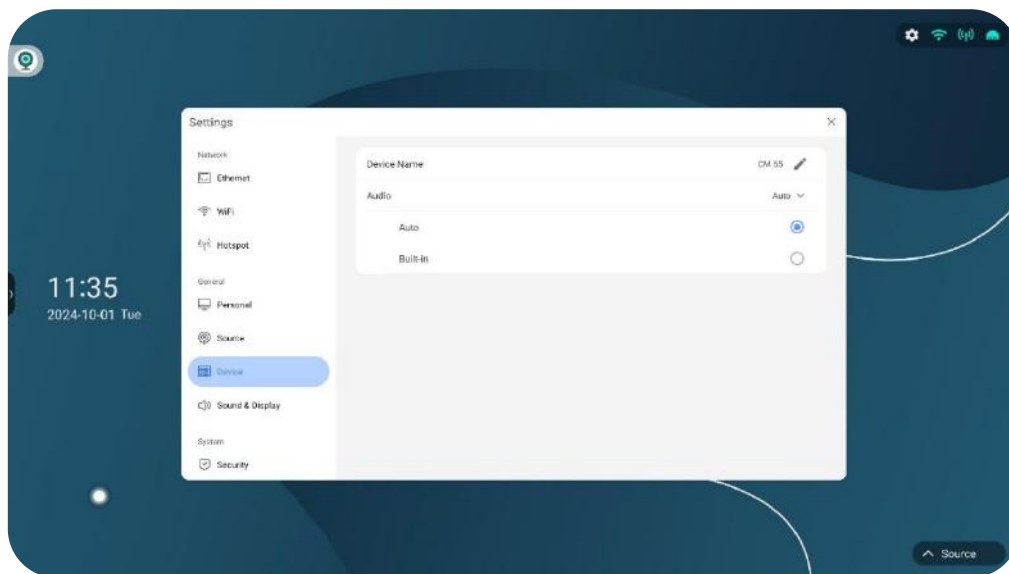 Settings
Network
Ethernet
WiFi
Hotspot
General
Personal
Source
Device
Sound & Display
System
Security
Device Name
CM 55
Audio
Auto
Auto
Built-in
11:35
2024-10-01 Tue
Source